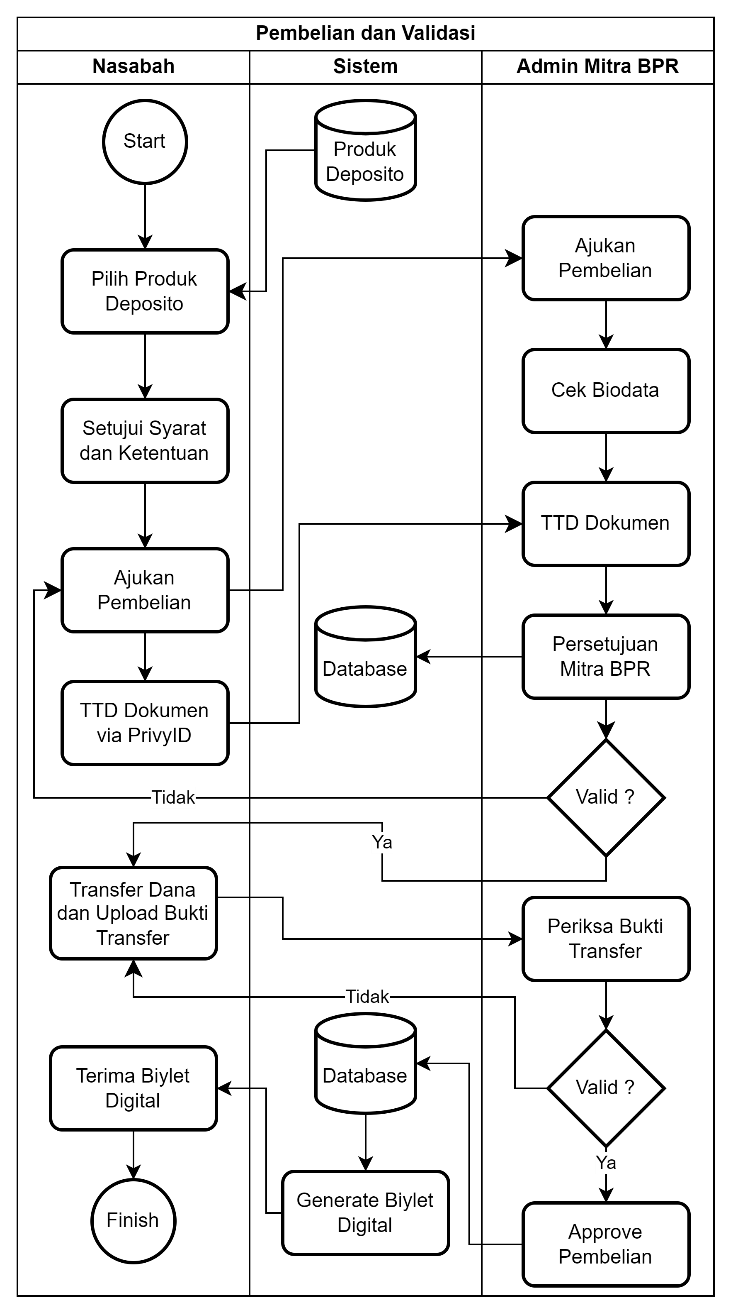 Pembelian dan Validasi
Nasabah
Sistem
Admin Mitra BPR
Start
Produk
Deposito
Ajukan
Pembelian
Pilih Produk
Deposito
Cek Biodata
Setujui Syarat
dan Ketentuan
TTD Dokumen
Ajukan
Pembelian
Database
Persetujuan
Mitra BPR
TTD Dokumen
via PrivyID
Tidak
Valid ?
Ya
Transfer Dana
dan Upload Bukti
Transfer
Periksa Bukti
Transfer
Tidak
Database
Valid ?
Terima Biylet
Digital
Ya
Generate Biylet
Digital
Finish
Approve
Pembelian